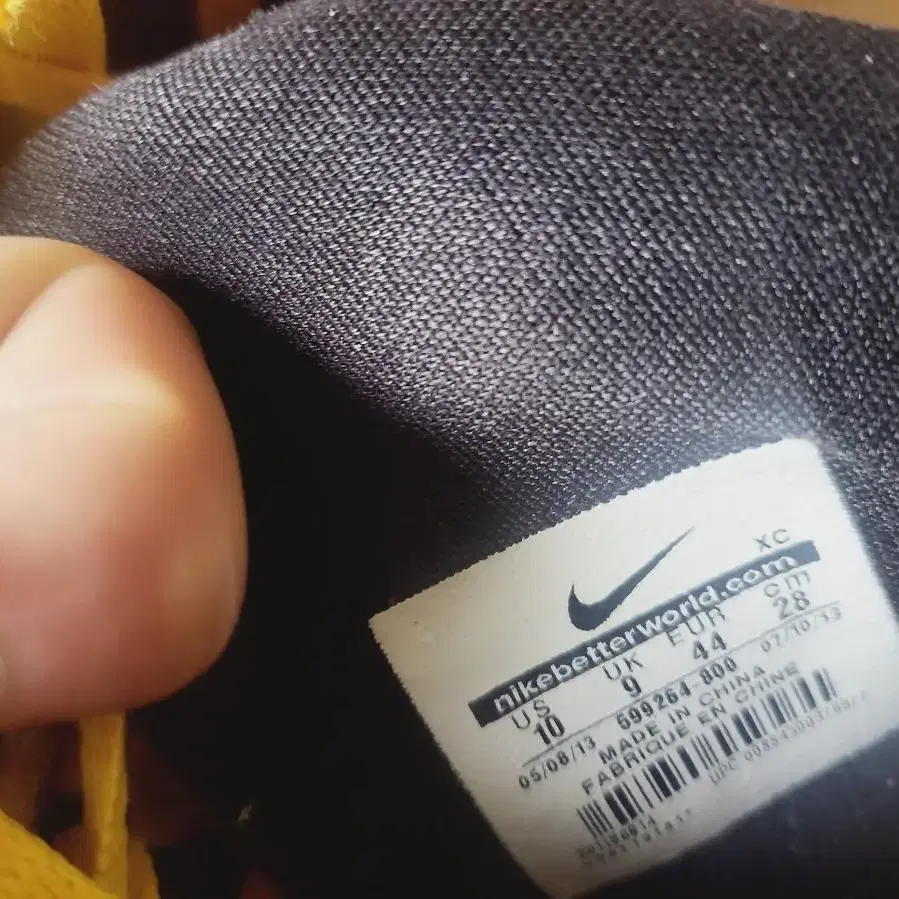 XC
nikebetterworld.com
US UK EUR cm
10 9 44 28
05/08/13 599264-800 07/10/13
MADE IN CHINA
FABRIQUE EN CHINE
UPC